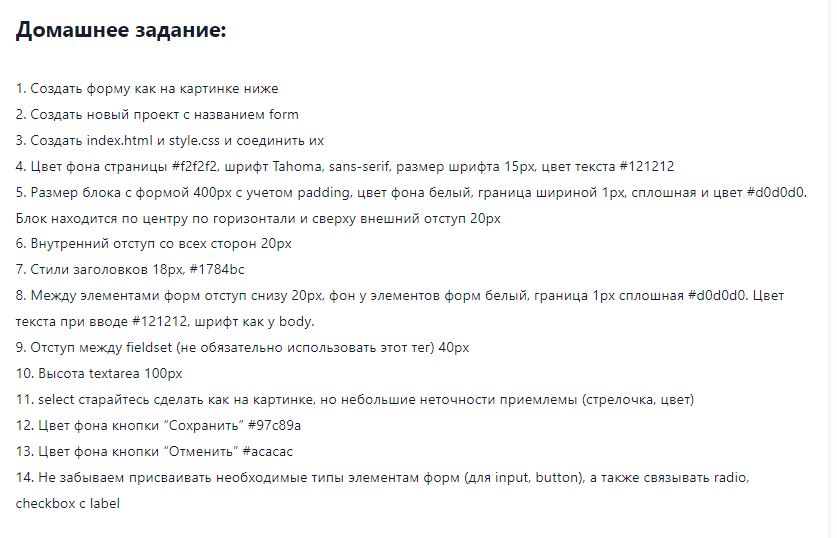 Домашнее задание:
1. Создать форму как на картинке ниже
2. Создать новый проект с названием form
3. Создать index.html и style.css и соединить их
4. Цвет фона страницы #f2f2f2, шрифт Tahoma, sans-serif, размер шрифта 15px, цвет текста #121212
5. Размер блока с формой 400px с учетом padding, цвет фона белый, граница шириной 1px, сплошная и цвет #d0d0d0.
Блок находится по центру по горизонтали и сверху внешний отступ 20px
6. Внутренний отступ со всех сторон 20px
7. Стили заголовков 18px, #1784bc
8. Между элементами форм отступ снизу 20px, фон у элементов форм белый, граница 1px сплошная #d0d0d0. Цвет
текста при вводе #121212, шрифт как у body.
9. Отступ между fieldset (не обязательно использовать этот тег) 40px
10. Высота textarea 100px
11. select старайтесь сделать как на картинке, но небольшие неточности приемлемы (стрелочка, цвет)
12. Цвет фона кнопки “Сохранить” #97c89a
13. Цвет фона кнопки “Отменить” #acacac
14. Не забываем присваивать необходимые типы элементам форм (для input, button), а также связывать radio,
checkbox с label